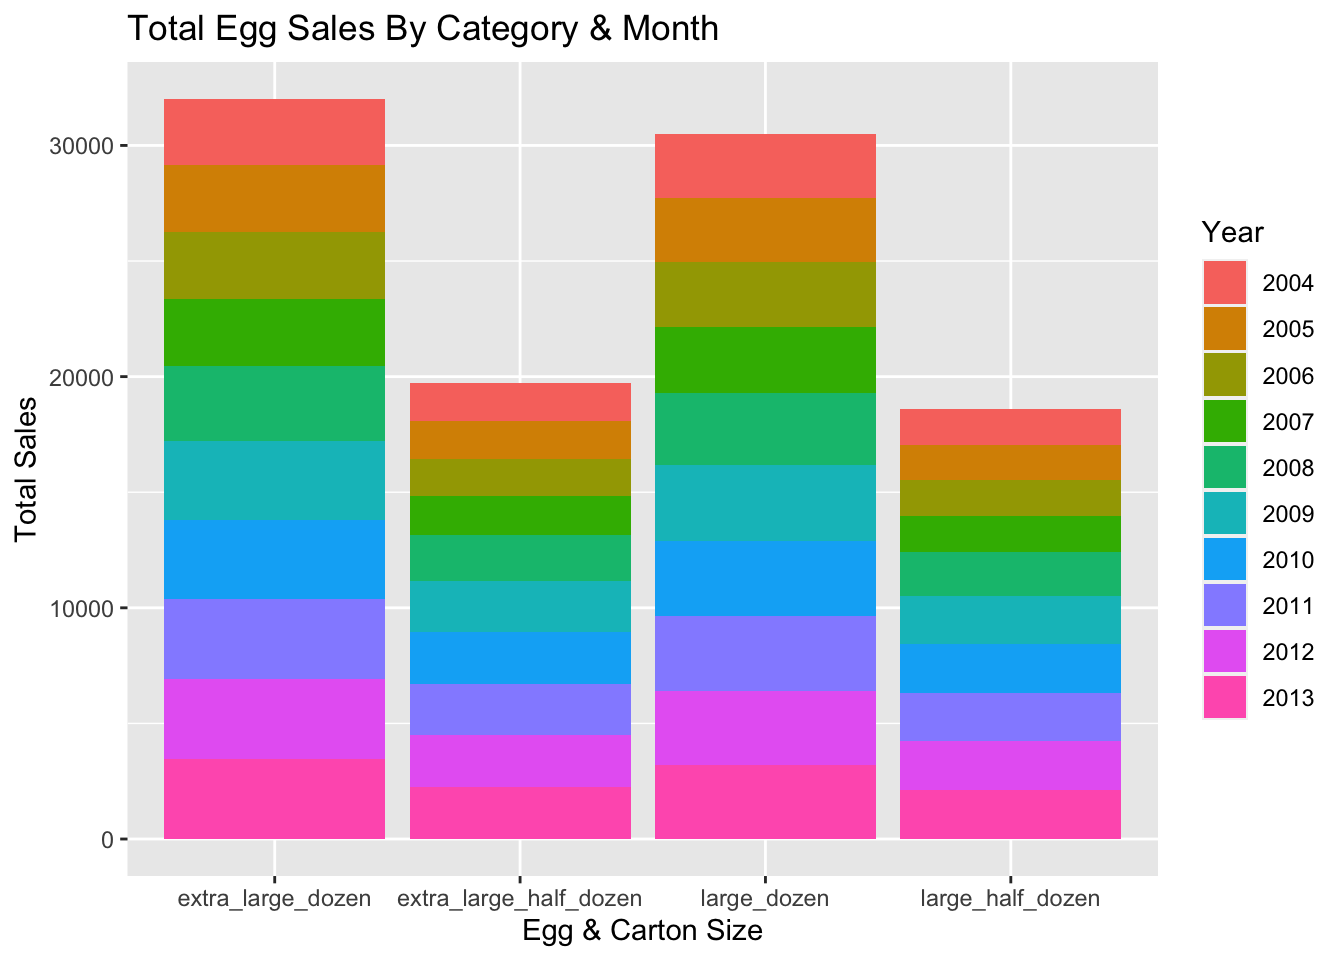 Total Egg Sales By Category & Month
Total Sales
30000
20000
10000
0
extra_large_dozen
extra_large_half_dozen
large_dozen
large_half_dozen
Egg & Carton Size
Year
2004
2005
2006
2007
2008
2009
2010
2011
2012
2013